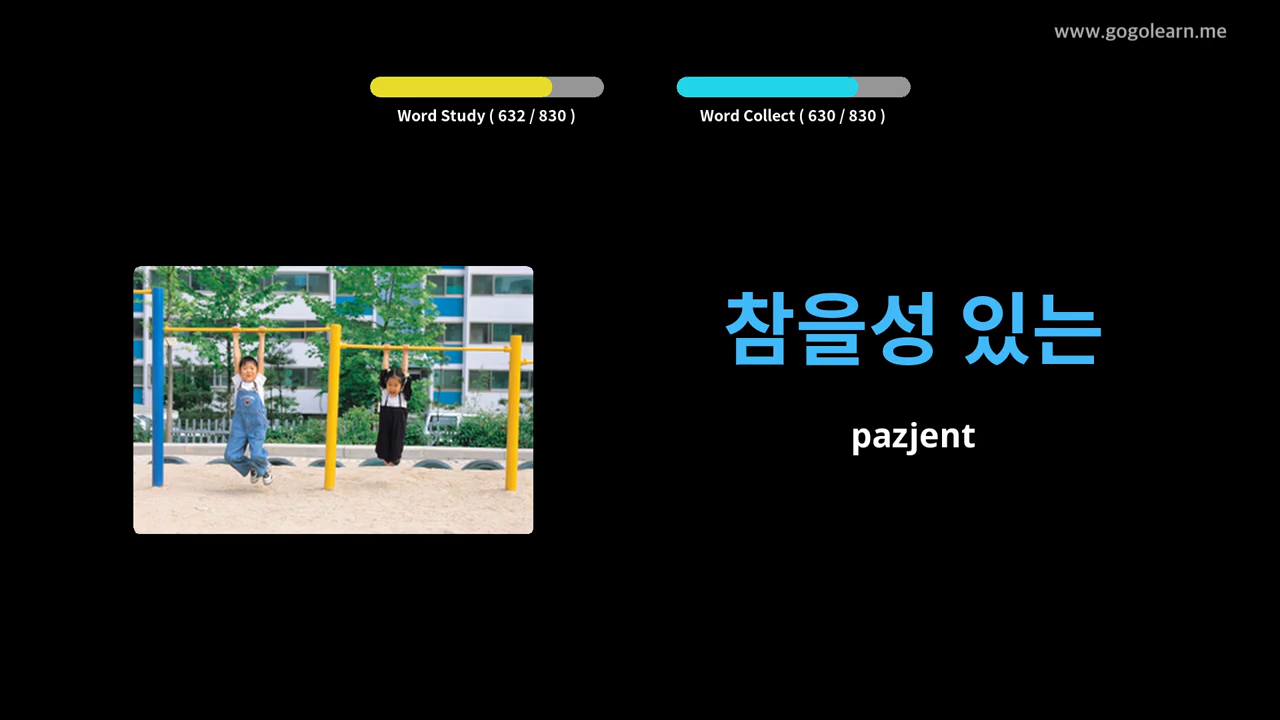 www.gogolearn.me
Word Study ( 632 / 830 )
Word Collect ( 630 / 830 )
참을성 있는
pazjent